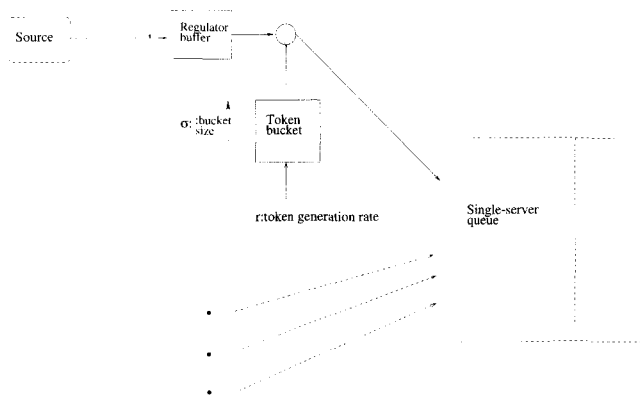 Source
Regulator
buffer
σ: :bucket
size
Token
bucket
r:token generation rate
Single-server
queue